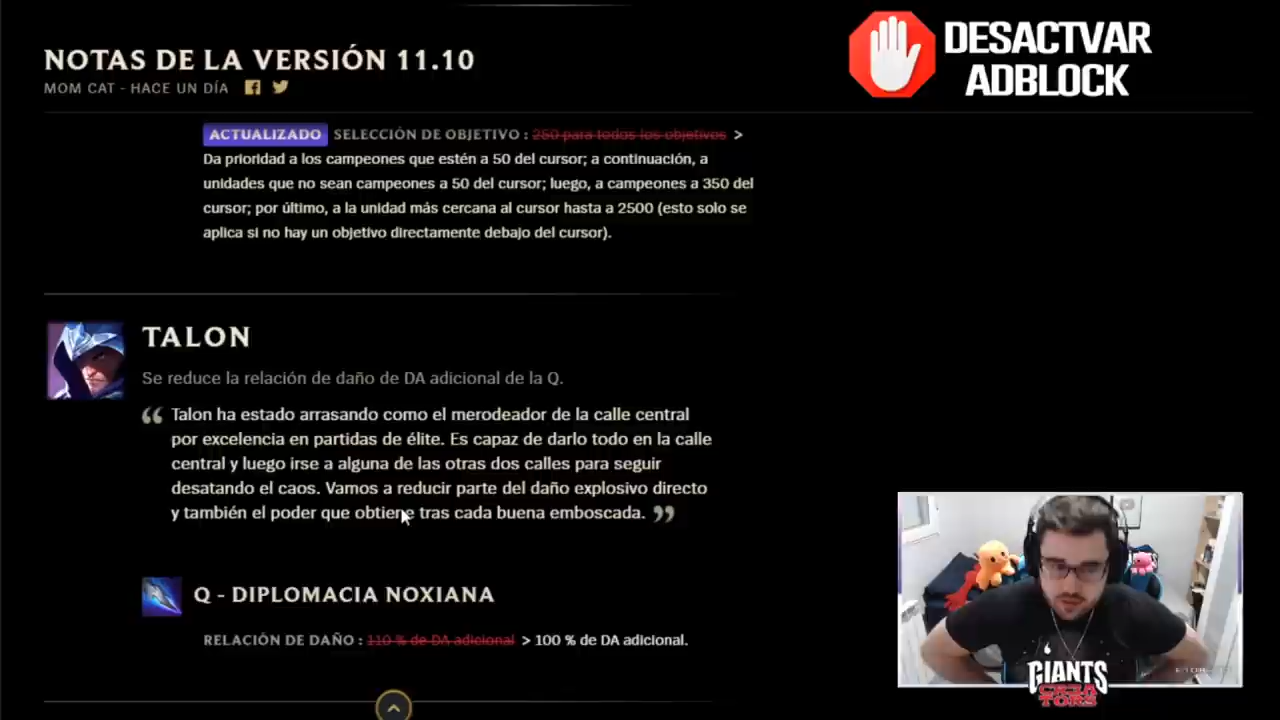 DESACTVAR
ADBLOCK
NOTAS DE LA VERSIÓN 11.10
MOM CAT - HACE UN DÍA
ACTUALIZADO SELECCIÓN DE OBJETIVO : 250 para todos los objetivos >
Da prioridad a los campeones que estén a 50 del cursor; a continuación, a
unidades que no sean campeones a 50 del cursor; luego, a campeones a 350 del
cursor; por último, a la unidad más cercana al cursor hasta a 2500 (esto solo se
aplica si no hay un objetivo directamente debajo del cursor).
TALON
Se reduce la relación de daño de DA adicional de la Q.
“ Talon ha estado arrasando como el merodeador de la calle central
por excelencia en partidas de élite. Es capaz de darlo todo en la calle
central y luego irse a alguna de las otras dos calles para seguir
desatando el caos. Vamos a reducir parte del daño explosivo directo
y también el poder que obtiene tras cada buena emboscada. ”
Q - DIPLOMACIA NOXIANA
RELACIÓN DE DAÑO : 110 % de DA adicional > 100 % de DA adicional.
GIANTS
CREA
TORS